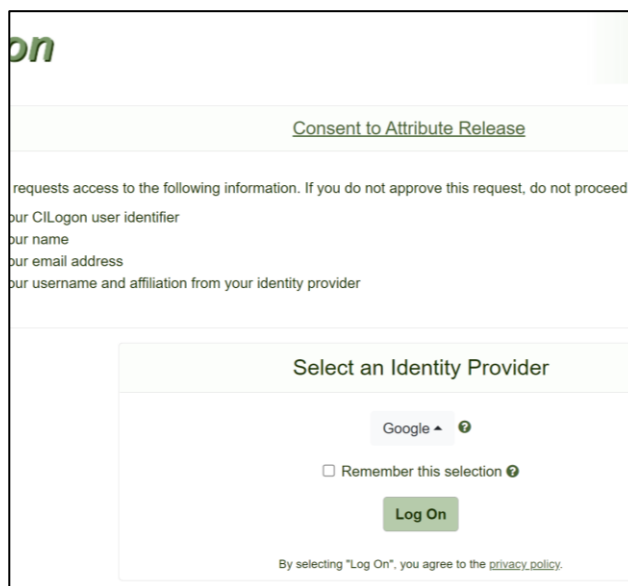 on
Consent to Attribute Release
requests access to the following information. If you do not approve this request, do not proceed
our CILogon user identifier
our name
our email address
our username and affiliation from your identity provider
Select an Identity Provider
Google
Remember this selection
Log On
By selecting "Log On", you agree to the privacy policy.